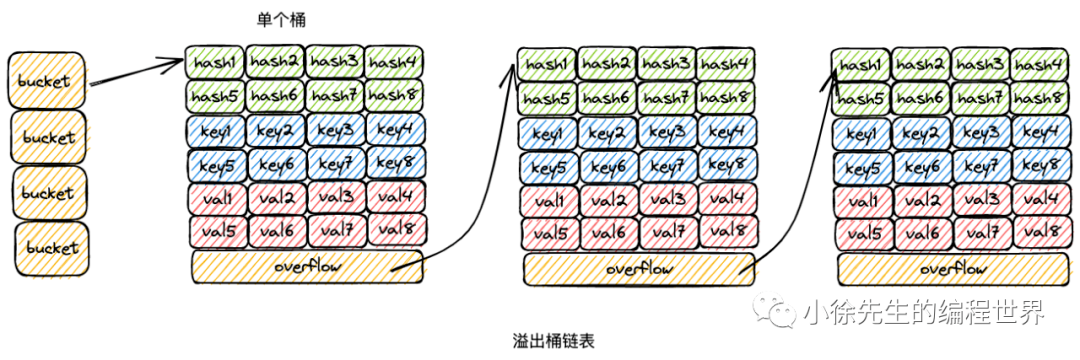 单个桶
bucket
bucket
bucket
bucket
hash1 hash2 hash3 hash4
hash5 hash6 hash7 hash8
key1 key2 key3 key4
key5 key6 key7 key8
val1 val2 val3 val4
val5 val6 val7 val8
overflow
hash1 hash2 hash3 hash4
hash5 hash6 hash7 hash8
key1 key2 key3 key4
key5 key6 key7 key8
val1 val2 val3 val4
val5 val6 val7 val8
overflow
hash1 hash2 hash3 hash4
hash5 hash6 hash7 hash8
key1 key2 key3 key4
key5 key6 key7 key8
val1 val2 val3 val4
val5 val6 val7 val8
overflow
小徐先生的编程世界
溢出桶链表